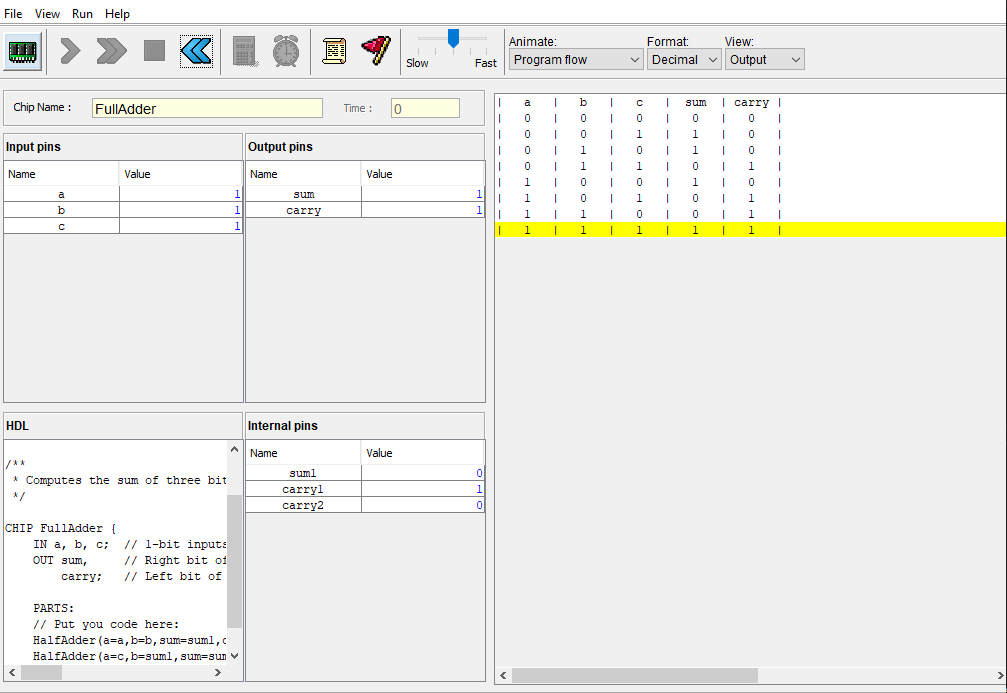 File View Run Help
Slow Fast
Animate: Format: View:
Program flow Decimal Output
Chip Name : FullAdder Time : 0
Input pins
Name Value
a 1
b 1
c 1
Output pins
Name Value
sum 1
carry 1
HDL
/**
* Computes the sum of three bit
*/
CHIP FullAdder {
IN a, b, c; // 1-bit inputs
OUT sum, // Right bit of
carry; // Left bit of
PARTS:
// Put you code here:
HalfAdder(a=a,b=b,sum=sum1,c
HalfAdder(a=c,b=sum1,sum=sum
Internal pins
Name Value
sum1 0
carry1 1
carry2 0
| a | b | c | sum | carry |
| 0 | 0 | 0 | 0 | 0 |
| 0 | 0 | 1 | 1 | 0 |
| 0 | 1 | 0 | 1 | 0 |
| 0 | 1 | 1 | 0 | 1 |
| 1 | 0 | 0 | 1 | 0 |
| 1 | 0 | 1 | 0 | 1 |
| 1 | 1 | 0 | 0 | 1 |
| 1 | 1 | 1 | 1 | 1 |